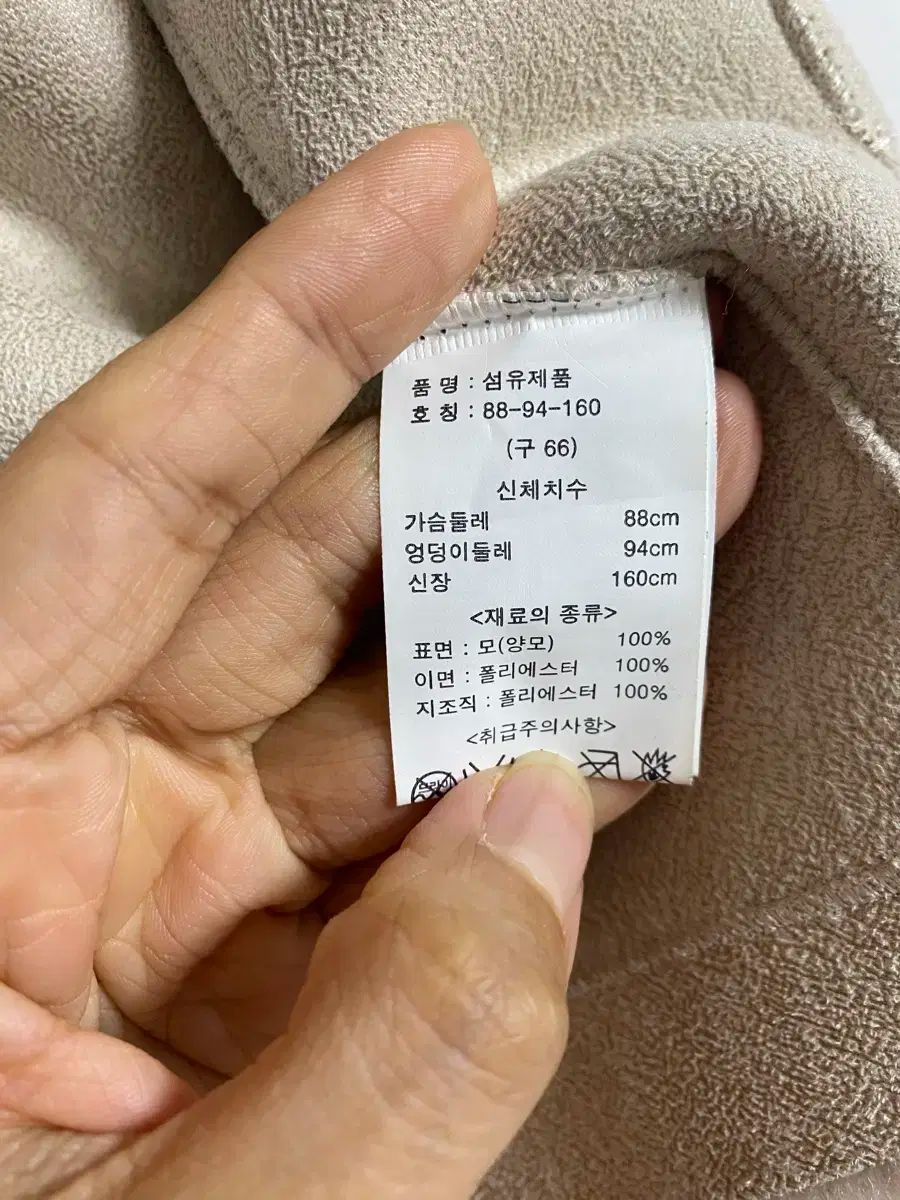 품 명 : 섬유제품
호 칭 : 88-94-160
(구 66)
신체치수
가슴둘레 88cm
엉덩이둘레 94cm
신장 160cm
<재료의 종류>
표면 : 모(양모) 100%
이면 : 폴리에스터 100%
지조직 : 폴리에스터 100%
<취급주의사항>